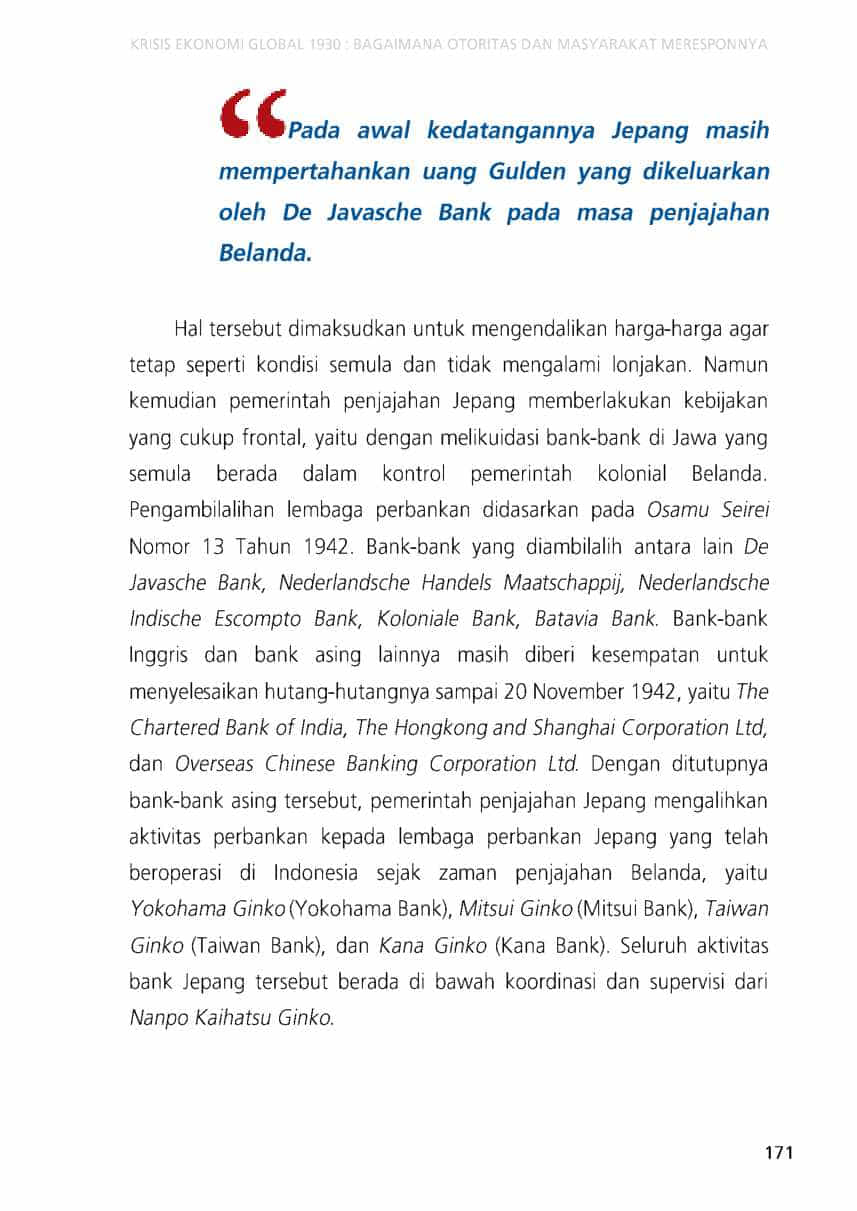 KRISIS EKONOMI GLOBAL 1930 : BAGAIMANA OTORITAS DAN MASYARAKAT MERESPONNYA
“Pada awal kedatangannya Jepang masih
mempertahankan uang Gulden yang dikeluarkan
oleh De Javasche Bank pada masa penjajahan
Belanda.
Hal tersebut dimaksudkan untuk mengendalikan harga-harga agar
tetap seperti kondisi semula dan tidak mengalami lonjakan. Namun
kemudian pemerintah penjajahan Jepang memberlakukan kebijakan
yang cukup frontal, yaitu dengan melikuidasi bank-bank di Jawa yang
semula berada dalam kontrol pemerintah kolonial Belanda.
Pengambilalihan lembaga perbankan didasarkan pada Osamu Seirei
Nomor 13 Tahun 1942. Bank-bank yang diambilalih antara lain De
Javasche Bank, Nederlandsche Handels Maatschappij, Nederlandsche
Indische Escompto Bank, Koloniale Bank, Batavia Bank. Bank-bank
Inggris dan bank asing lainnya masih diberi kesempatan untuk
menyelesaikan hutang-hutangnya sampai 20 November 1942, yaitu The
Chartered Bank of India, The Hongkong and Shanghai Corporation Ltd,
dan Overseas Chinese Banking Corporation Ltd. Dengan ditutupnya
bank-bank asing tersebut, pemerintah penjajahan Jepang mengalihkan
aktivitas perbankan kepada lembaga perbankan Jepang yang telah
beroperasi di Indonesia sejak zaman penjajahan Belanda, yaitu
Yokohama Ginko (Yokohama Bank), Mitsui Ginko (Mitsui Bank), Taiwan
Ginko (Taiwan Bank), dan Kana Ginko (Kana Bank). Seluruh aktivitas
bank Jepang tersebut berada di bawah koordinasi dan supervisi dari
Nanpo Kaihatsu Ginko.
171